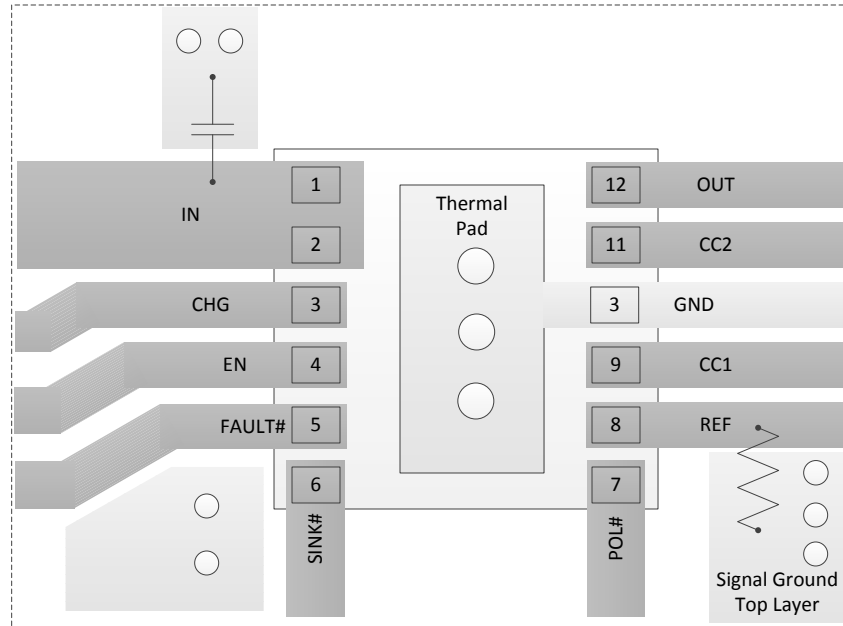 1
12
OUT
IN
Thermal
Pad
2
11
CC2
CHG
3
3
GND
EN
4
9
CC1
FAULT#
5
8
REF
6
7
SINK#
POL#
Signal Ground
Top Layer